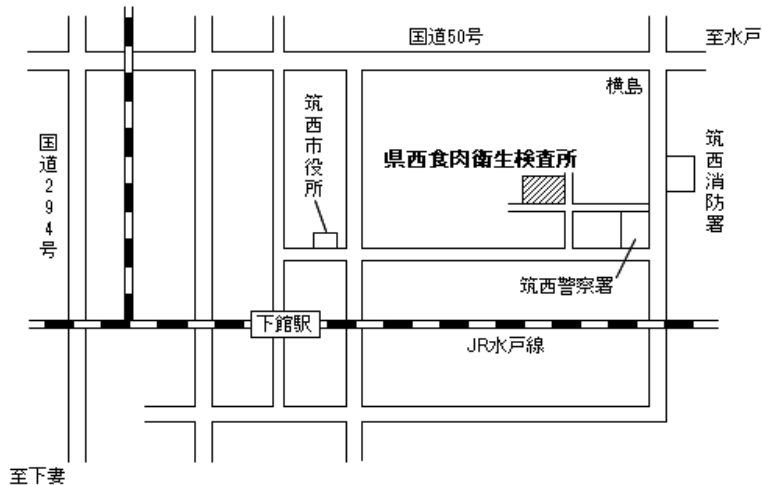 国道50号
至水戸
横島
筑西市役所
国道294号
県西食肉衛生検査所
筑西消防署
筑西警察署
下館駅
JR水戸線
至下妻